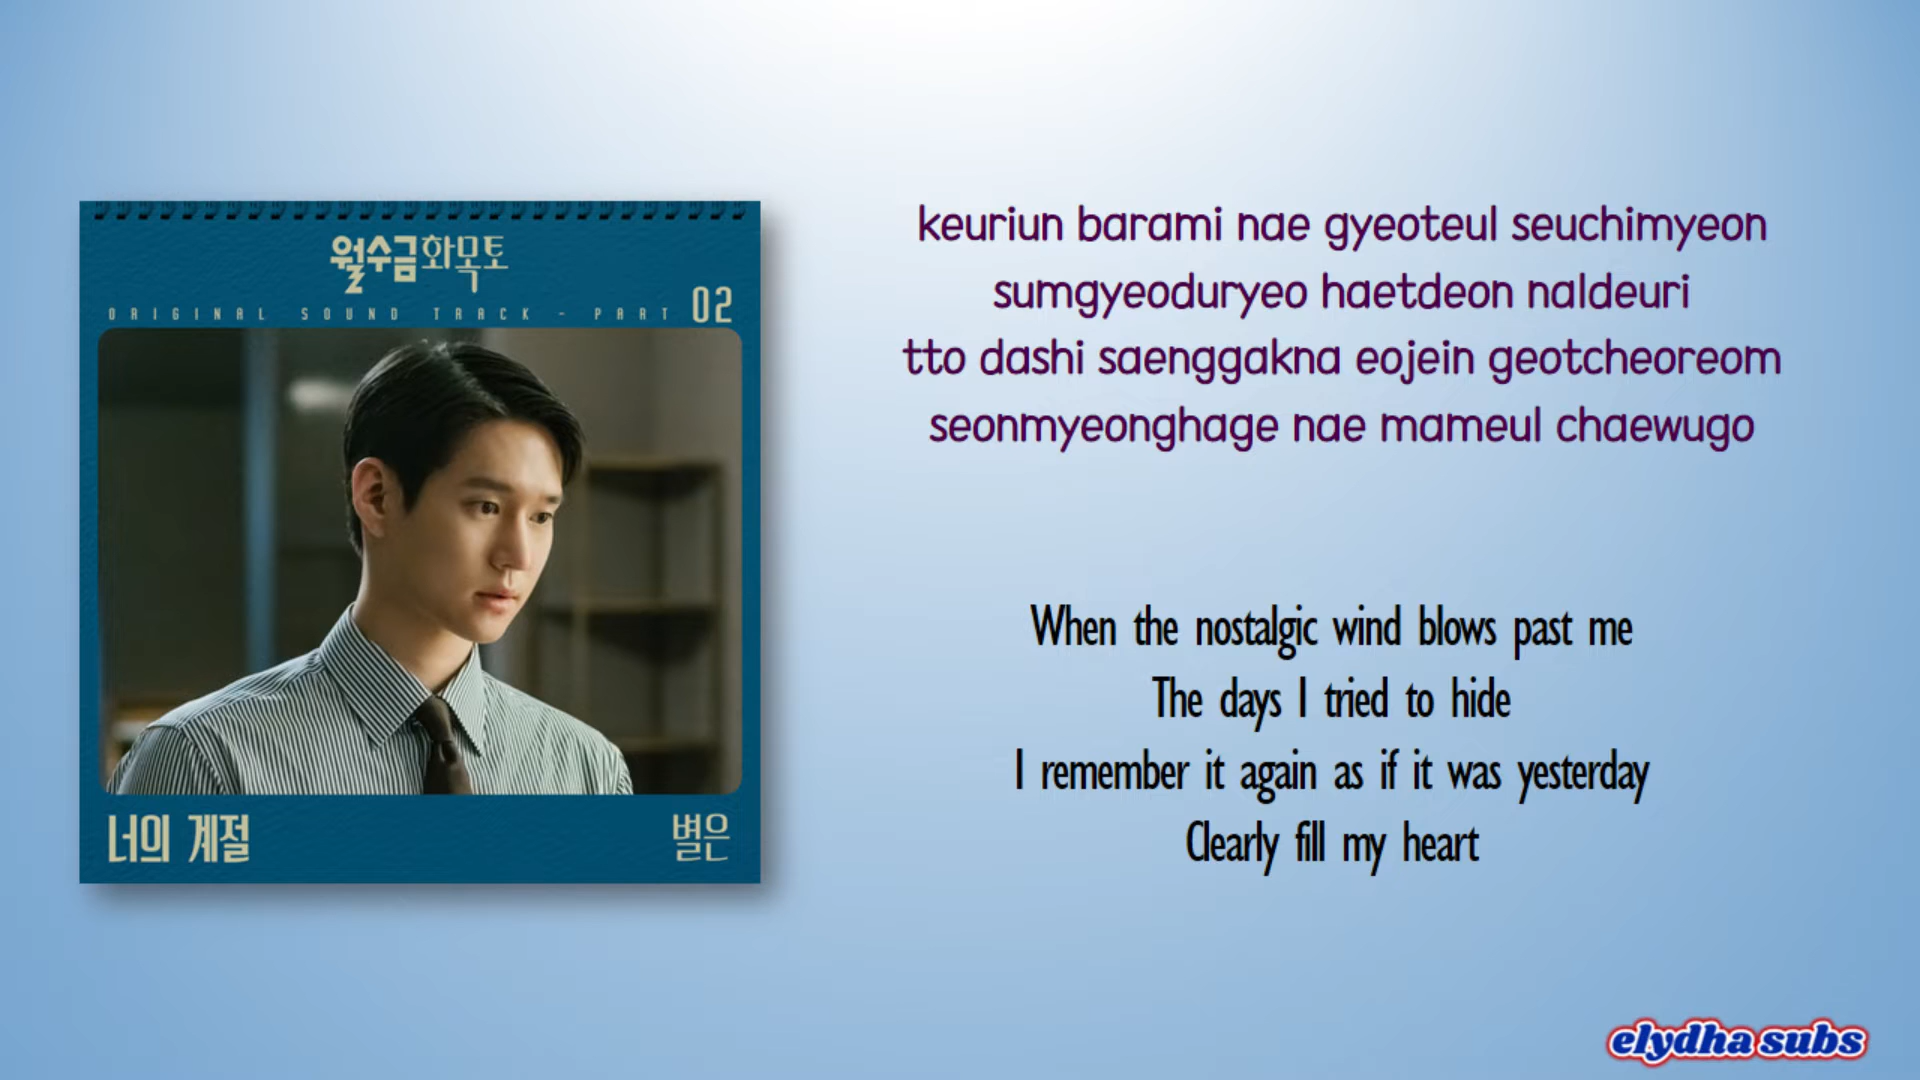 월수금화목토
ORIGINAL SOUND TRACK - PART 02
너의 계절
별은
keuriun barami nae gyeoteul seuchimyeon
sumgyeoduryeo haetdeon naldeuri
tto dashi saenggakna eojein geotcheoreom
seonmyeonghage nae mameul chaewugo
When the nostalgic wind blows past me
The days I tried to hide
I remember it again as if it was yesterday
Clearly fill my heart
elydha subs